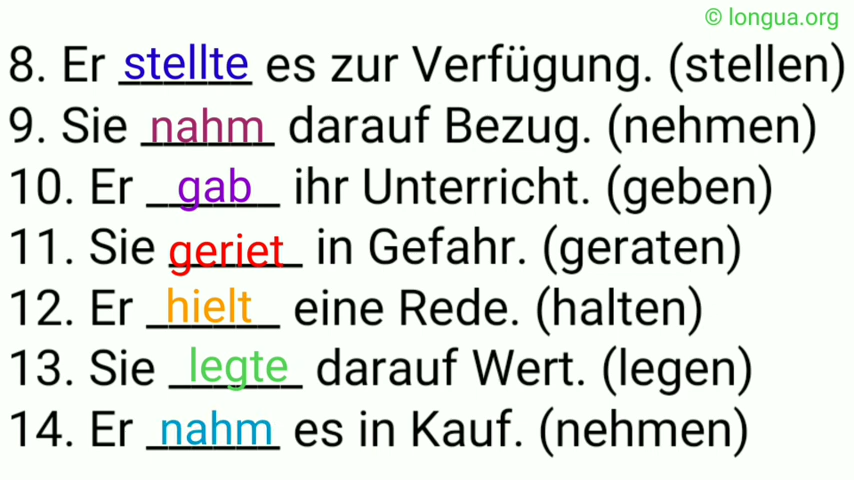 © longua.org
8. Er stellte es zur Verfügung. (stellen)
9. Sie nahm darauf Bezug. (nehmen)
10. Er gab ihr Unterricht. (geben)
11. Sie geriet in Gefahr. (geraten)
12. Er hielt eine Rede. (halten)
13. Sie legte darauf Wert. (legen)
14. Er nahm es in Kauf. (nehmen)